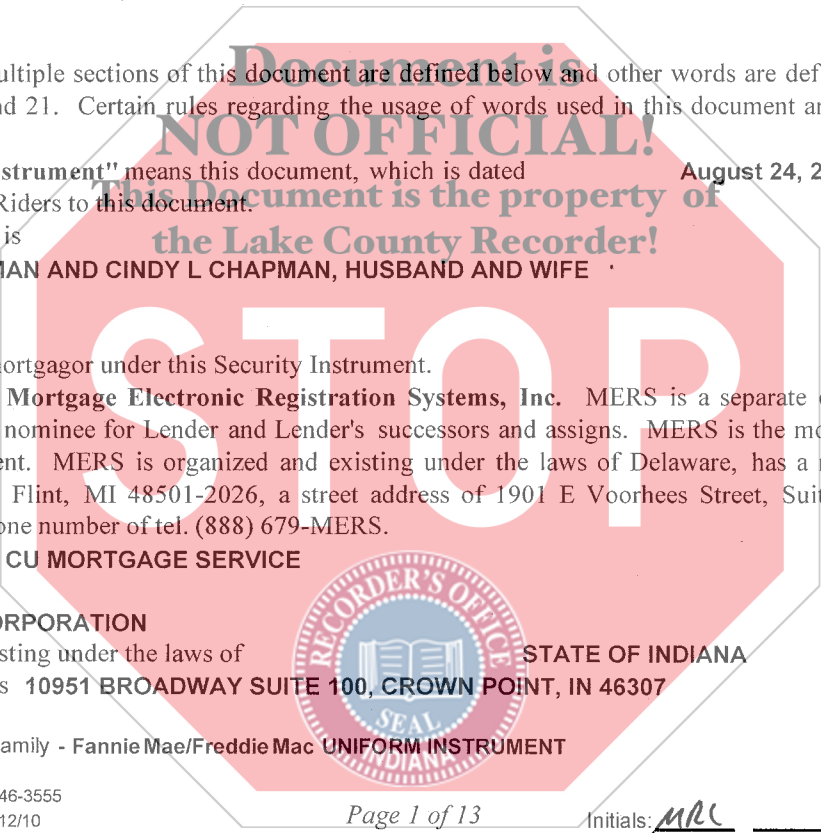 ultiple sections of this document are defined below and other words are def
nd 21. Certain rules regarding the usage of words used in this document a
Document is
NOT OFFICIAL!
This Document is the property of
the Lake County Recorder!
strument" means this document, which is dated August 24, 2
Riders to this document.
is
MAN AND CINDY L CHAPMAN, HUSBAND AND WIFE
STOP
ortgagor under this Security Instrument.
Mortgage Electronic Registration Systems, Inc. MERS is a separate
nominee for Lender and Lender's successors and assigns. MERS is the mo
ent. MERS is organized and existing under the laws of Delaware, has a
Flint, MI 48501-2026, a street address of 1901 E Voorhees Street, Suit
one number of tel. (888) 679-MERS.
CU MORTGAGE SERVICE
ORPORATION
sting under the laws of STATE OF INDIANA
s 10951 BROADWAY SUITE 100, CROWN POINT, IN 46307
RECORDER'S OFFICE
SEAL
INDIANA
amily - Fannie Mae/Freddie Mac UNIFORM INSTRUMENT
46-3555
12/10
Page 1 of 13
Initials: MRC